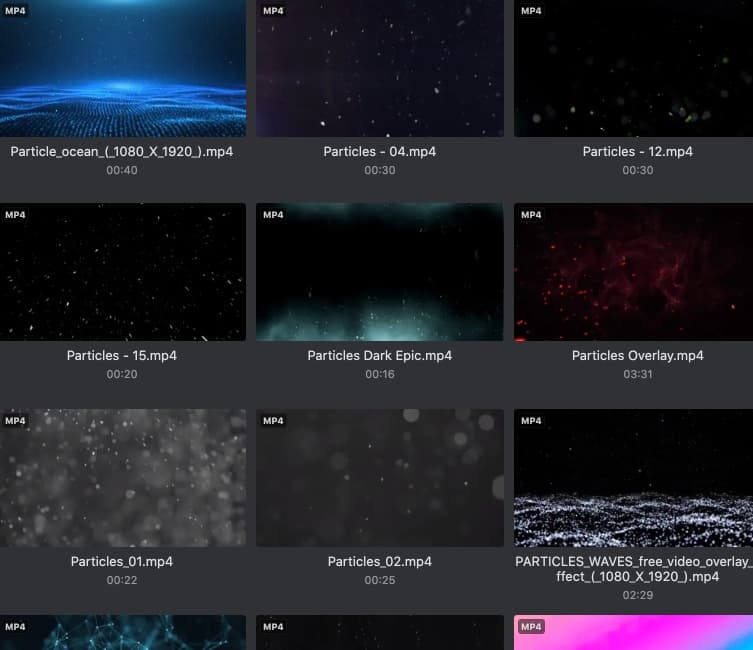 MP4
MP4
MP4
Particle_ocean_(_1080_X_1920_).mp4
Particles - 04.mp4
Particles - 12.mp4
00:40
00:30
00:30
MP4
MP4
MP4
Particles - 15.mp4
Particles Dark Epic.mp4
Particles Overlay.mp4
00:20
00:16
03:31
MP4
MP4
MP4
Particles_01.mp4
Particles_02.mp4
PARTICLES_WAVES_free_video_overlay_
ffect_(_1080_X_1920_).mp4
00:22
00:25
02:29
MP4
MP4
MP4